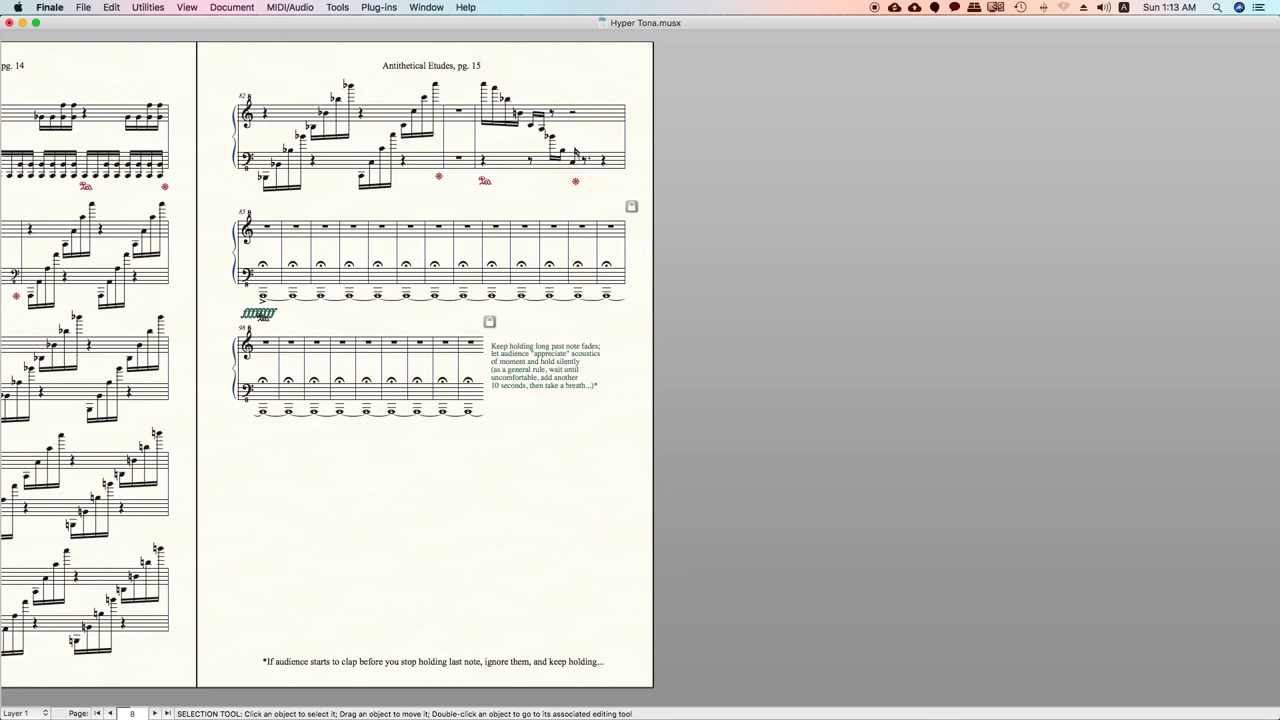 Finale File Edit Utilities View Document MIDI/Audio Tools Plug-ins Window Help
A Sun 1:13 AM
Hyper Tona.musx
pg. 14
Antithetical Etudes, pg. 15
82
85
98
Keep holding long past note fades;
let audience "appreciate" acoustics
of moment and hold silently
(as a general rule, wait until
uncomfortable, add another
10 seconds, then take a breath...)*
*If audience starts to clap before you stop holding last note, ignore them, and keep holding...
Layer 1 Page: 8 SELECTION TOOL: Click an object to select it; Drag an object to move it; Double-click an object to go to its associated editing tool